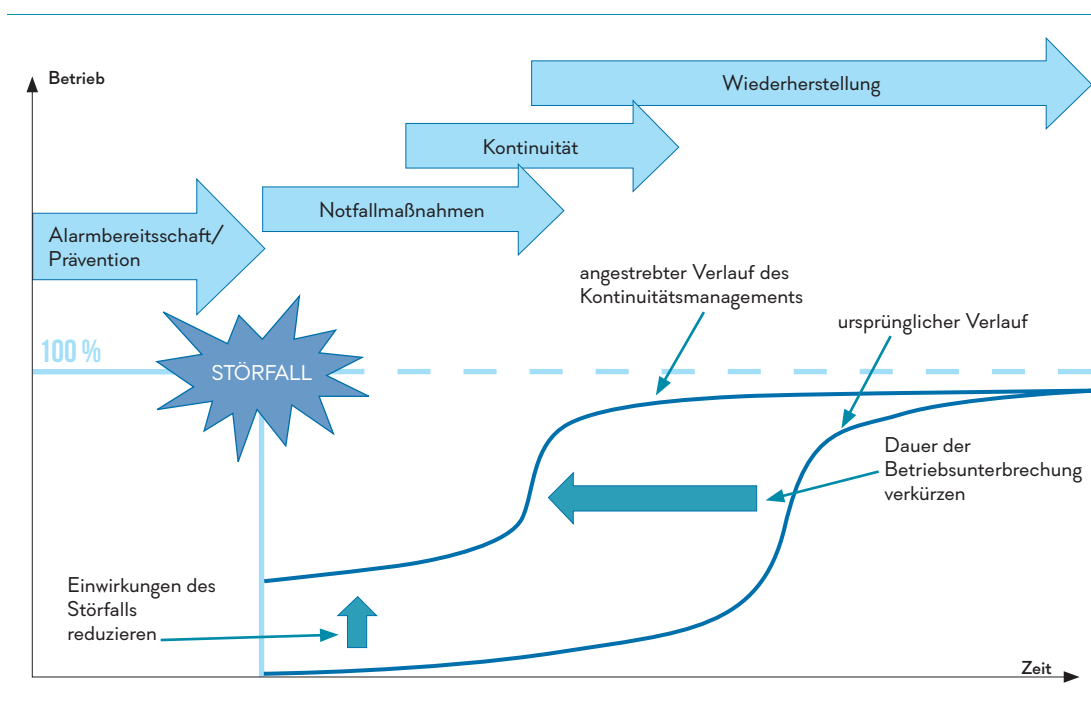 Betrieb
Wiederherstellung
Kontinuität
Notfallmaßnahmen
Alarmbereitsschaft/
Prävention
angestrebter Verlauf des
Kontinuitätsmanagements
ursprünglicher Verlauf
100 %
STÖRFALL
Dauer der
Betriebsunterbrechung
verkürzen
Einwirkungen des
Störfalls
reduzieren
Zeit